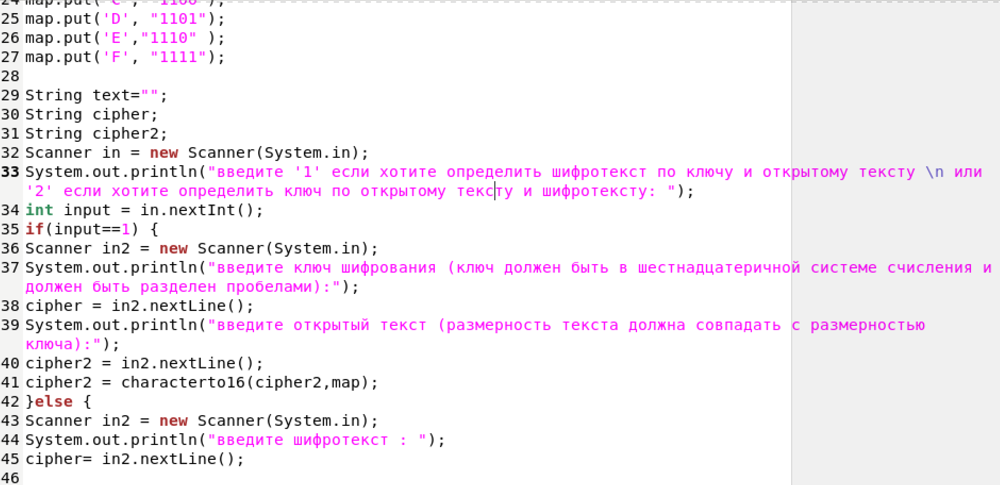 24 map.put('C', "1100");
25 map.put('D', "1101");
26 map.put('E',"1110" );
27 map.put('F', "1111");
28
29 String text="";
30 String cipher;
31 String cipher2;
32 Scanner in = new Scanner(System.in);
33 System.out.println("введите '1' если хотите определить шифротекст по ключу и открытому тексту \n или
'2' если хотите определить ключ по открытому тексту и шифротексту: ");
34 int input = in.nextInt();
35 if(input==1) {
36 Scanner in2 = new Scanner(System.in);
37 System.out.println("введите ключ шифрования (ключ должен быть в шестнадцатеричной системе счисления и
должен быть разделен пробелами):");
38 cipher = in2.nextLine();
39 System.out.println("введите открытый текст (размерность текста должна совпадать с размерностью
ключа):");
40 cipher2 = in2.nextLine();
41 cipher2 = characterto16(cipher2,map);
42 }else {
43 Scanner in2 = new Scanner(System.in);
44 System.out.println("введите шифротекст : ");
45 cipher= in2.nextLine();
46